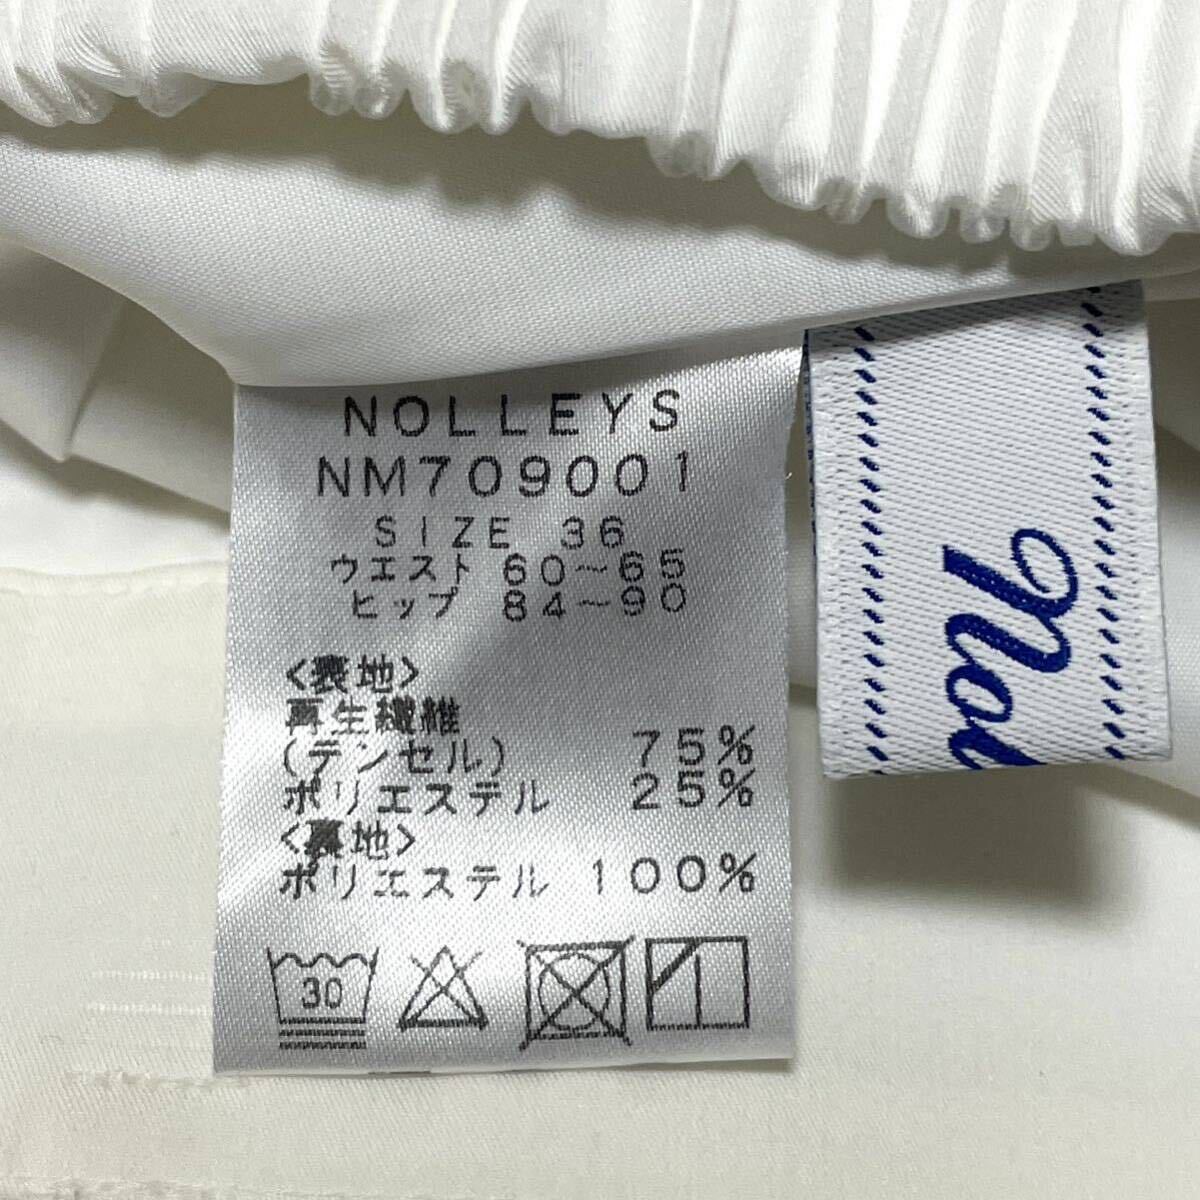 NOLLEYS
NM709001
SIZE 36
ウエスト 60～65
ヒップ 84～90
<表地>
再生繊維
(テンセル) 75%
ポリエステル 25%
<裏地>
ポリエステル 100%
30
Nol